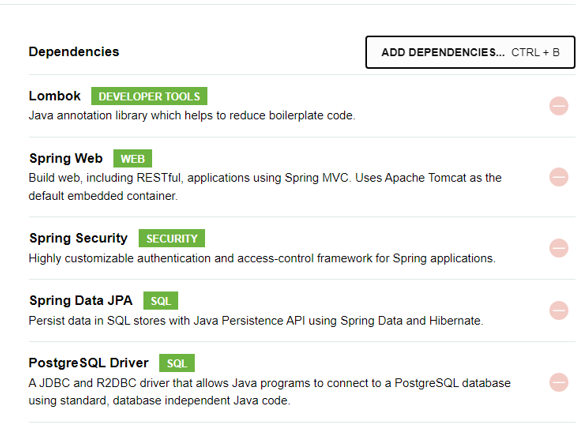 Dependencies
ADD DEPENDENCIES... CTRL + B
Lombok DEVELOPER TOOLS
Java annotation library which helps to reduce boilerplate code.
Spring Web WEB
Build web, including RESTful, applications using Spring MVC. Uses Apache Tomcat as the
default embedded container.
Spring Security SECURITY
Highly customizable authentication and access-control framework for Spring applications.
Spring Data JPA SQL
Persist data in SQL stores with Java Persistence API using Spring Data and Hibernate.
PostgreSQL Driver SQL
A JDBC and R2DBC driver that allows Java programs to connect to a PostgreSQL database
using standard, database independent Java code.